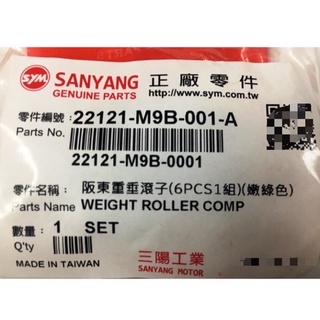 SYM SANYANG 正廠零件
GENUINE PARTS http://www.sym.com.tw
零件編號:22121-M9B-001-A
Parts No.
22121-M9B-0001
零件名稱: 阪東重垂滾子(6PCS1組)(嫩綠色)
Parts Name WEIGHT ROLLER COMP
數量: 1 SET
Q'ty
MADE IN TAIWAN
三陽工業
SANYANG MOTOR